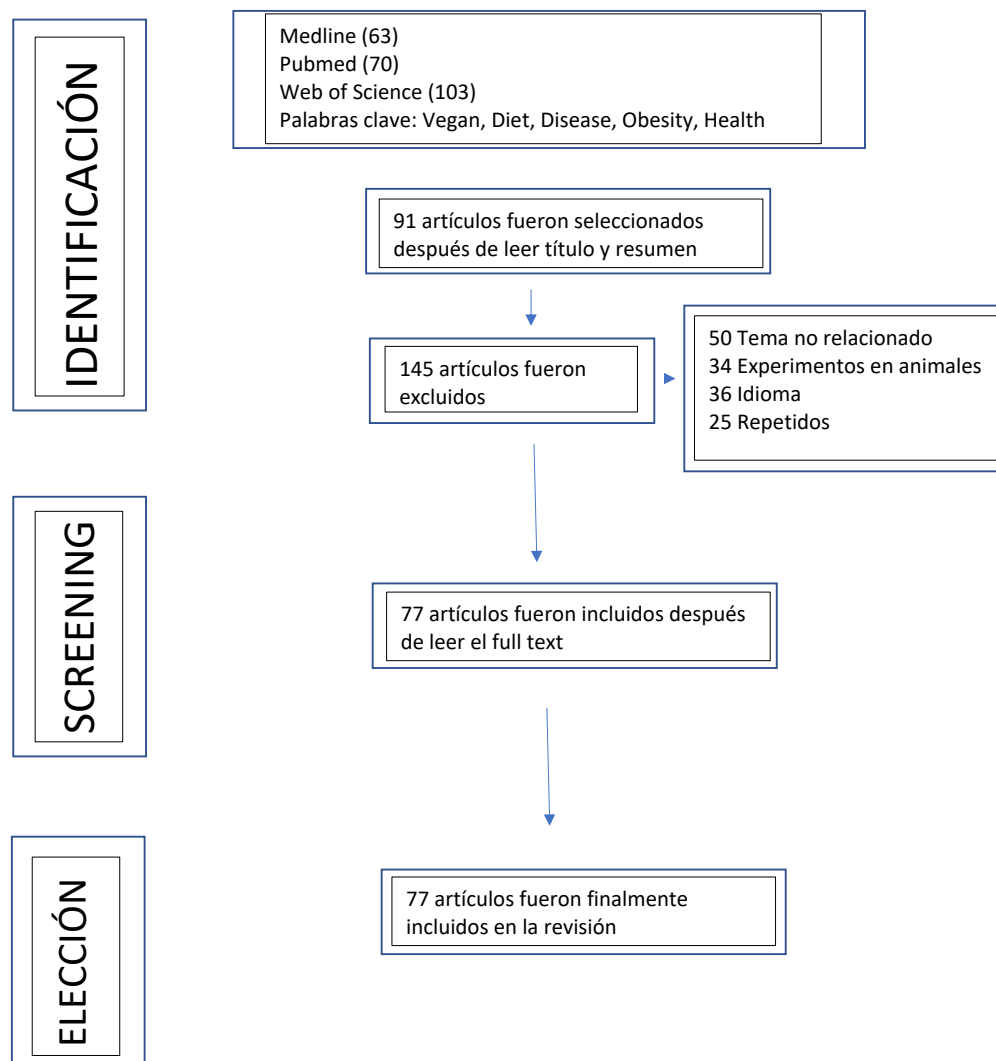 IDENTIFICACIÓN
Medline (63)
Pubmed (70)
Web of Science (103)
Palabras clave: Vegan, Diet, Disease, Obesity, Health
91 artículos fueron seleccionados
después de leer título y resumen
145 artículos fueron
excluidos
50 Tema no relacionado
34 Experimentos en animales
36 Idioma
25 Repetidos
SCREENING
77 artículos fueron incluidos después
de leer el full text
ELECCIÓN
77 artículos fueron finalmente
incluidos en la revisión